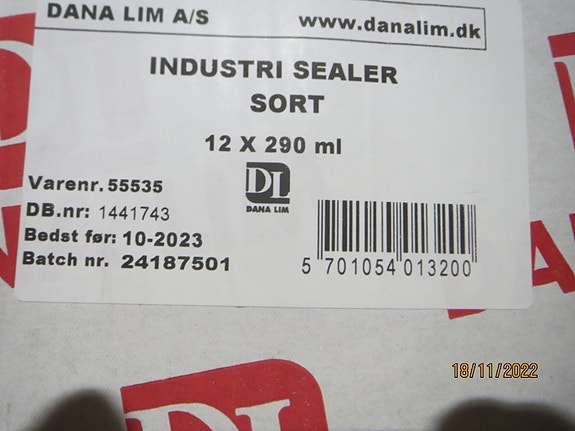 DANA LIM A/S
www.danalim.dk
INDUSTRI SEALER
SORT
12 X 290 ml
DL
DANA LIM
Varenr. 55535
DB.nr: 1441743
Bedst før: 10-2023
Batch nr. 24187501
5 701054 013200
DL
18/11/2022